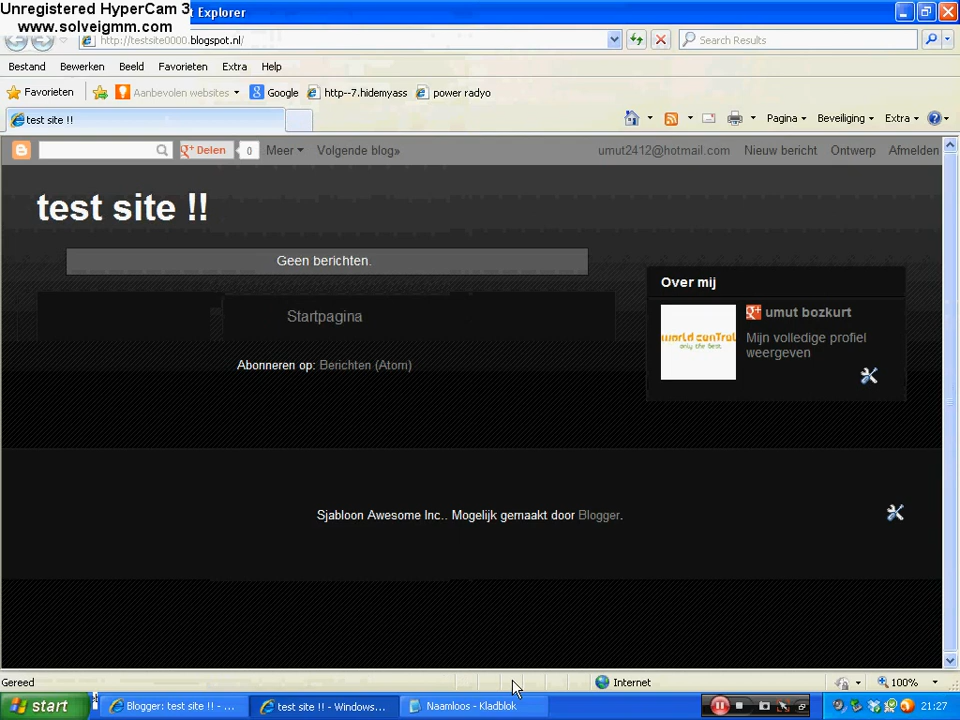 Unregistered HyperCam 3
www.solveigmm.com
t Explorer
http://testsite0000.blogspot.nl/
Search Results
Bestand Bewerken Beeld Favorieten Extra Help
Favorieten Aanbevolen websites Google http--7.hidemyass power radyo
test site !!
Pagina Beveiliging Extra
Delen 0 Meer Volgende blog» umut2412@hotmail.com Nieuw bericht Ontwerp Afmelden
test site !!
Geen berichten.
Startpagina
Abonneren op: Berichten (Atom)
Over mij
umut bozkurt
Mijn volledige profiel
weergeven
world conTrol
only the best.
Sjabloon Awesome Inc.. Mogelijk gemaakt door Blogger.
Gereed Internet 100%
start Blogger: test site !! - ... test site !! - Windows... Naamloos - Kladblok 21:27